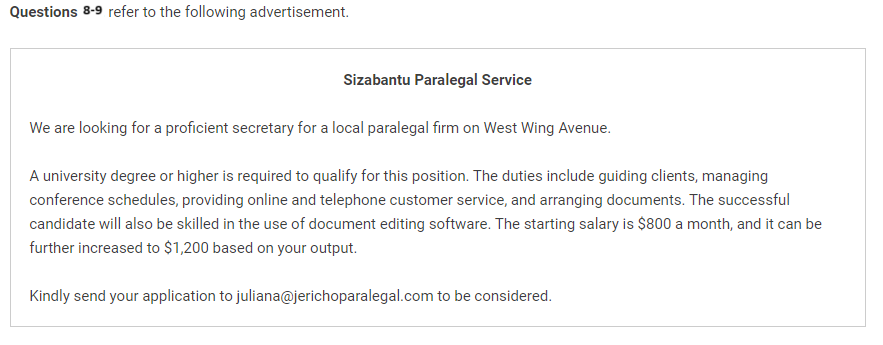 Questions 8-9 refer to the following advertisement.
Sizabantu Paralegal Service
We are looking for a proficient secretary for a local paralegal firm on West Wing Avenue.
A university degree or higher is required to qualify for this position. The duties include guiding clients, managing
conference schedules, providing online and telephone customer service, and arranging documents. The successful
candidate will also be skilled in the use of document editing software. The starting salary is $800 a month, and it can be
further increased to $1,200 based on your output.
Kindly send your application to juliana@jerichoparalegal.com to be considered.